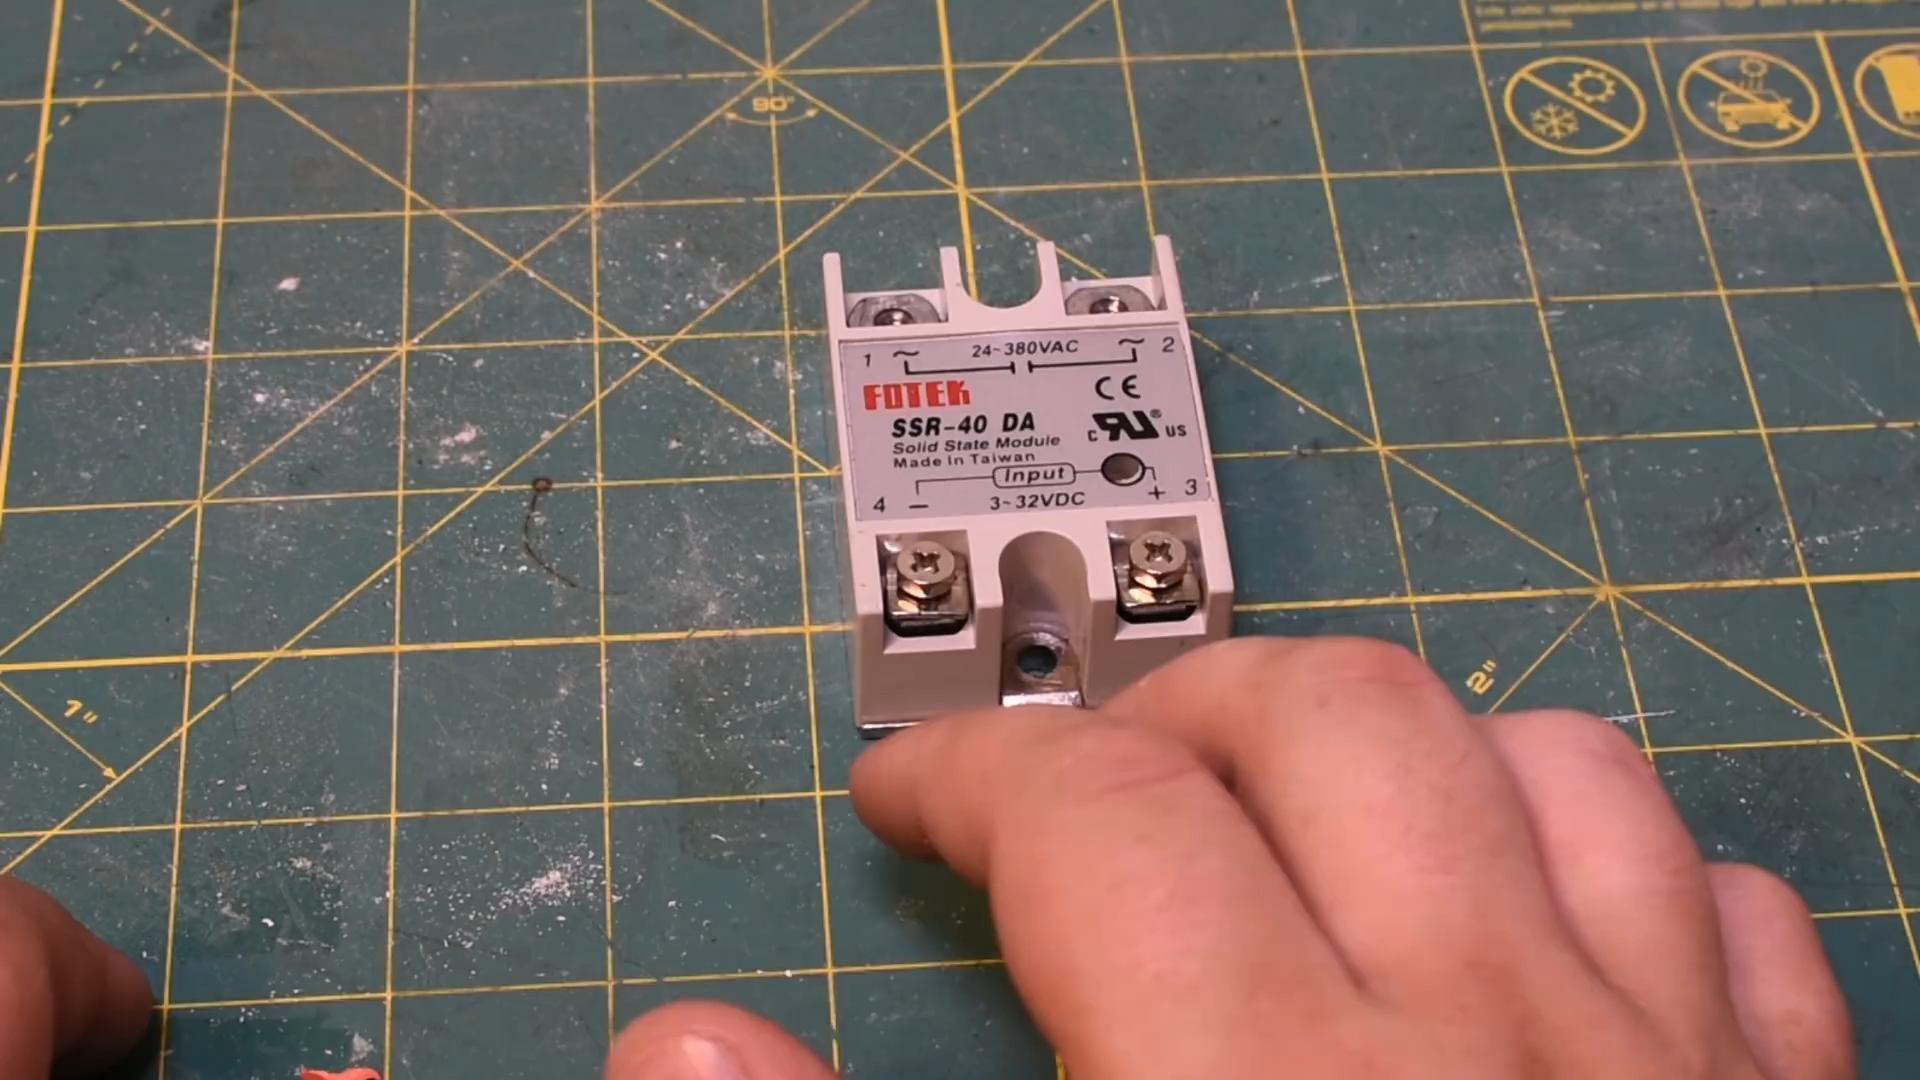 90°
1 ~ 24~380VAC ~ 2
FOTEK
CE
SSR-40 DA
c RU® US
Solid State Module
Made in Taiwan
Input
4 − 3~32VDC + 3
1"
2"